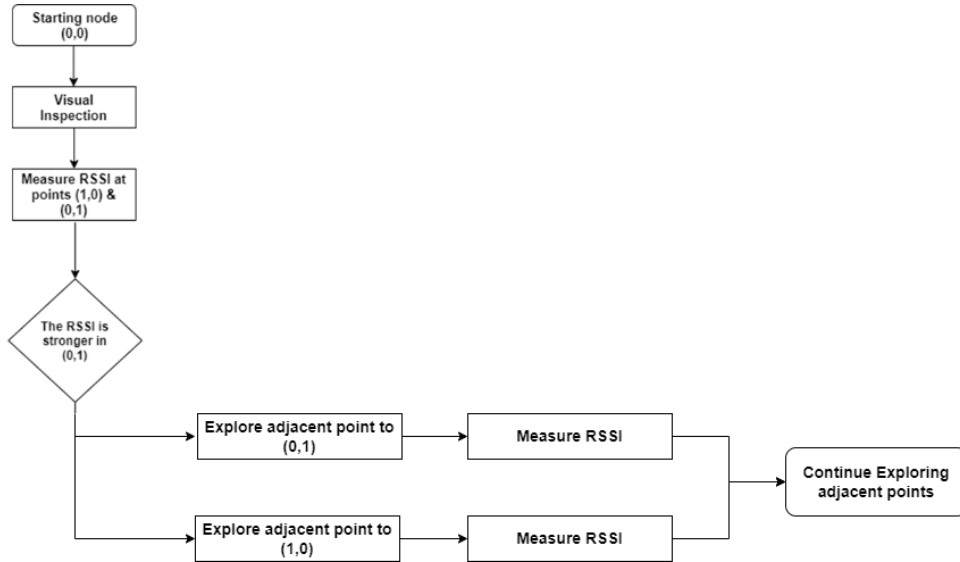 Starting node
(0,0)
Visual
Inspection
Measure RSSI at
points (1,0) &
(0,1)
The RSSI is
stronger in
(0,1)
Explore adjacent point to
(0,1)
Measure RSSI
Explore adjacent point to
(1,0)
Measure RSSI
Continue Exploring
adjacent points